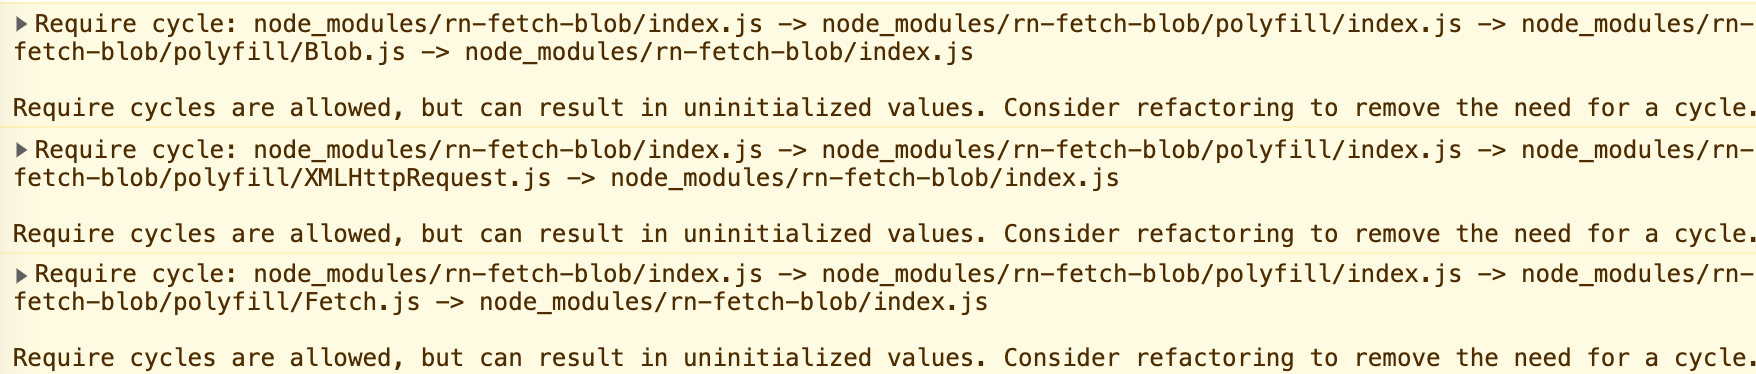 Require cycle: node_modules/rn-fetch-blob/index.js -> node_modules/rn-fetch-blob/polyfill/index.js -> node_modules/rn-
fetch-blob/polyfill/Blob.js -> node_modules/rn-fetch-blob/index.js
Require cycles are allowed, but can result in uninitialized values. Consider refactoring to remove the need for a cycle.
Require cycle: node_modules/rn-fetch-blob/index.js -> node_modules/rn-fetch-blob/polyfill/index.js -> node_modules/rn-
fetch-blob/polyfill/XMLHttpRequest.js -> node_modules/rn-fetch-blob/index.js
Require cycles are allowed, but can result in uninitialized values. Consider refactoring to remove the need for a cycle.
Require cycle: node_modules/rn-fetch-blob/index.js -> node_modules/rn-fetch-blob/polyfill/index.js -> node_modules/rn-
fetch-blob/polyfill/Fetch.js -> node_modules/rn-fetch-blob/index.js
Require cycles are allowed, but can result in uninitialized values. Consider refactoring to remove the need for a cycle.